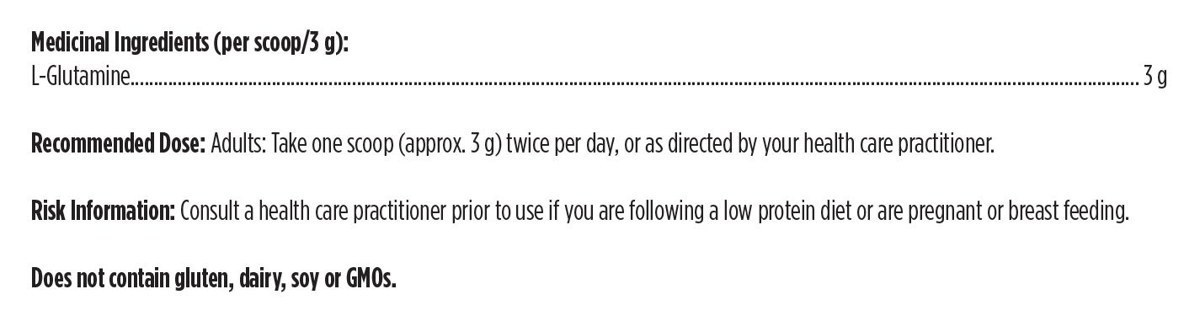 Medicinal Ingredients (per scoop/3 g):
L-Glutamine........................................................................................................................................................................................................................ 3 g
Recommended Dose: Adults: Take one scoop (approx. 3 g) twice per day, or as directed by your health care practitioner.
Risk Information: Consult a health care practitioner prior to use if you are following a low protein diet or are pregnant or breast feeding.
Does not contain gluten, dairy, soy or GMOs.